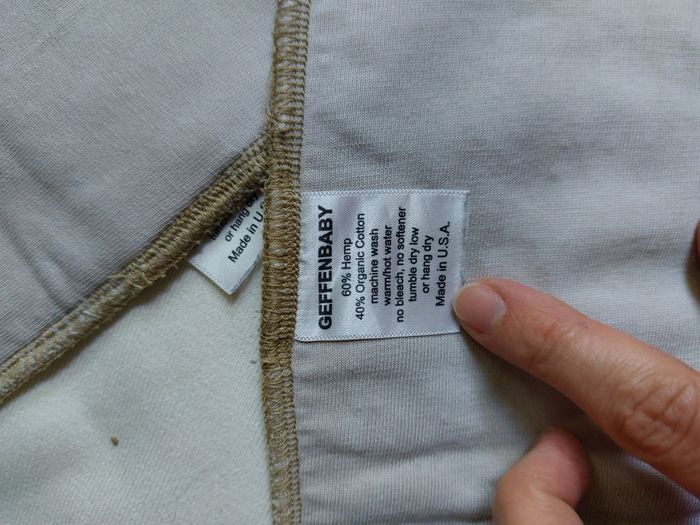 GEFFENBABY
60% Hemp
40% Organic Cotton
machine wash
warm/hot water
no bleach, no softener
tumble dry low
or hang dry
Made in U.S.A.
or hang dry
Made in U.S